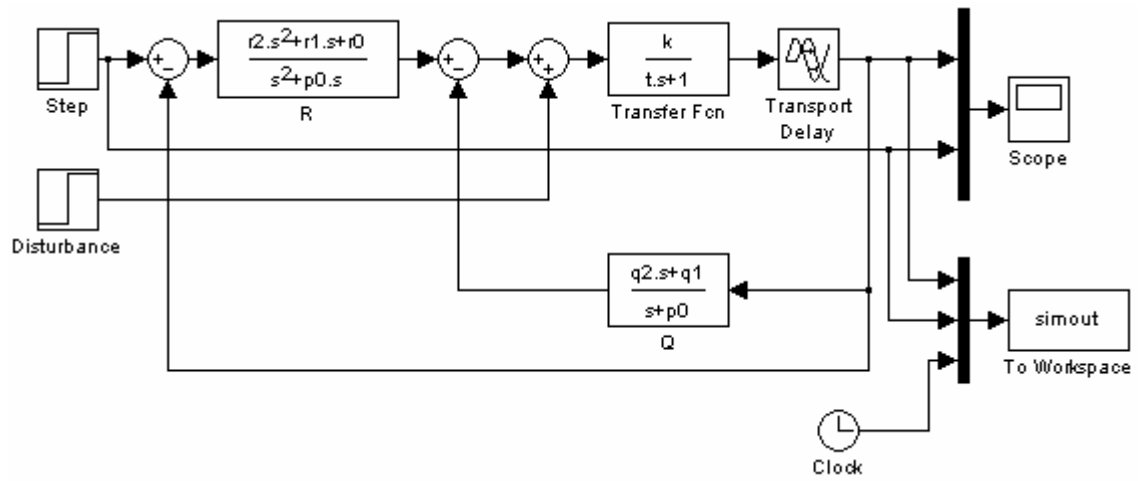 Step
+
−
r2.s²+r1.s+r0
s²+p0.s
R
+
−
+
+
k
t.s+1
Transfer Fcn
Transport
Delay
Scope
Disturbance
q2.s+q1
s+p0
Q
simout
To Workspace
Clock